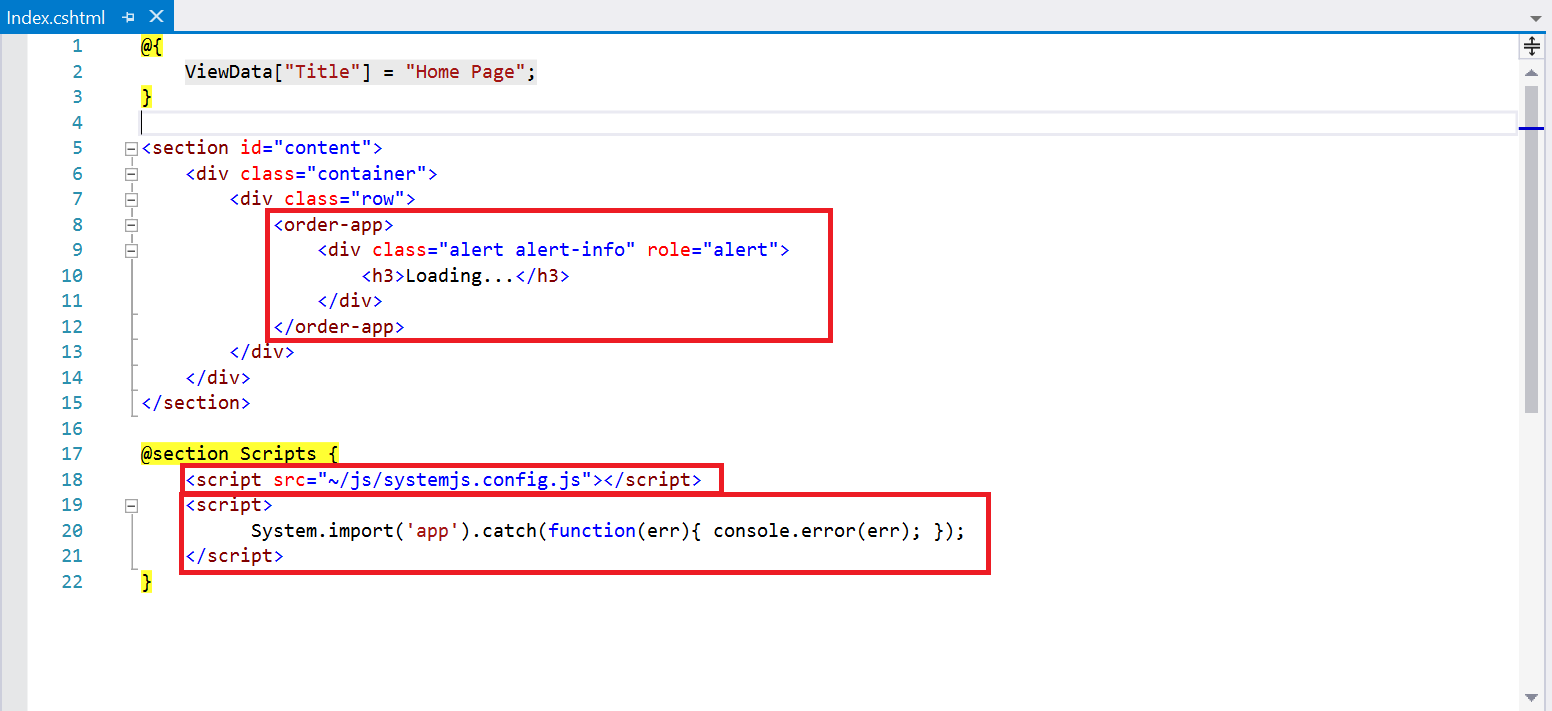 Index.cshtml
1 @{
2     ViewData["Title"] = "Home Page";
3 }
4
5 <section id="content">
6     <div class="container">
7         <div class="row">
8             <order-app>
9                 <div class="alert alert-info" role="alert">
10                     <h3>Loading...</h3>
11                 </div>
12             </order-app>
13         </div>
14     </div>
15 </section>
16
17 @section Scripts {
18     <script src="~/js/systemjs.config.js"></script>
19     <script>
20           System.import('app').catch(function(err){ console.error(err); });
21     </script>
22 }